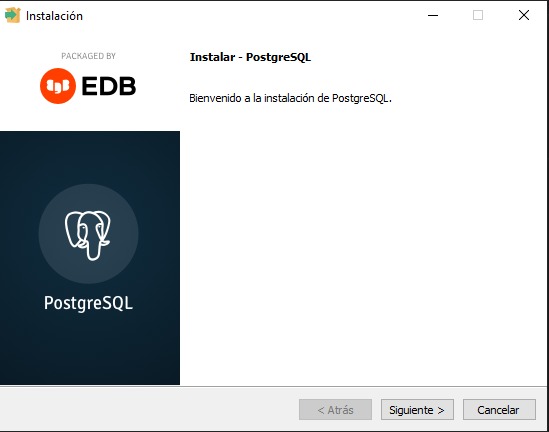 Instalación
PACKAGED BY
EDB
Instalar - PostgreSQL
Bienvenido a la instalación de PostgreSQL.
PostgreSQL
< Atrás
Siguiente >
Cancelar